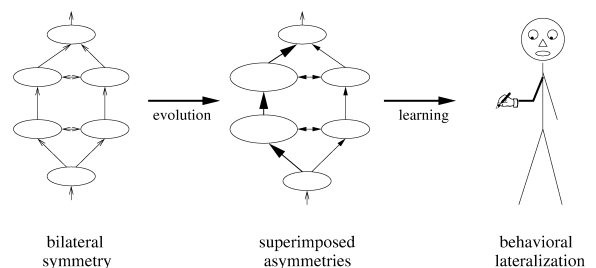 evolution
learning
bilateral
symmetry
superimposed
asymmetries
behavioral
lateralization